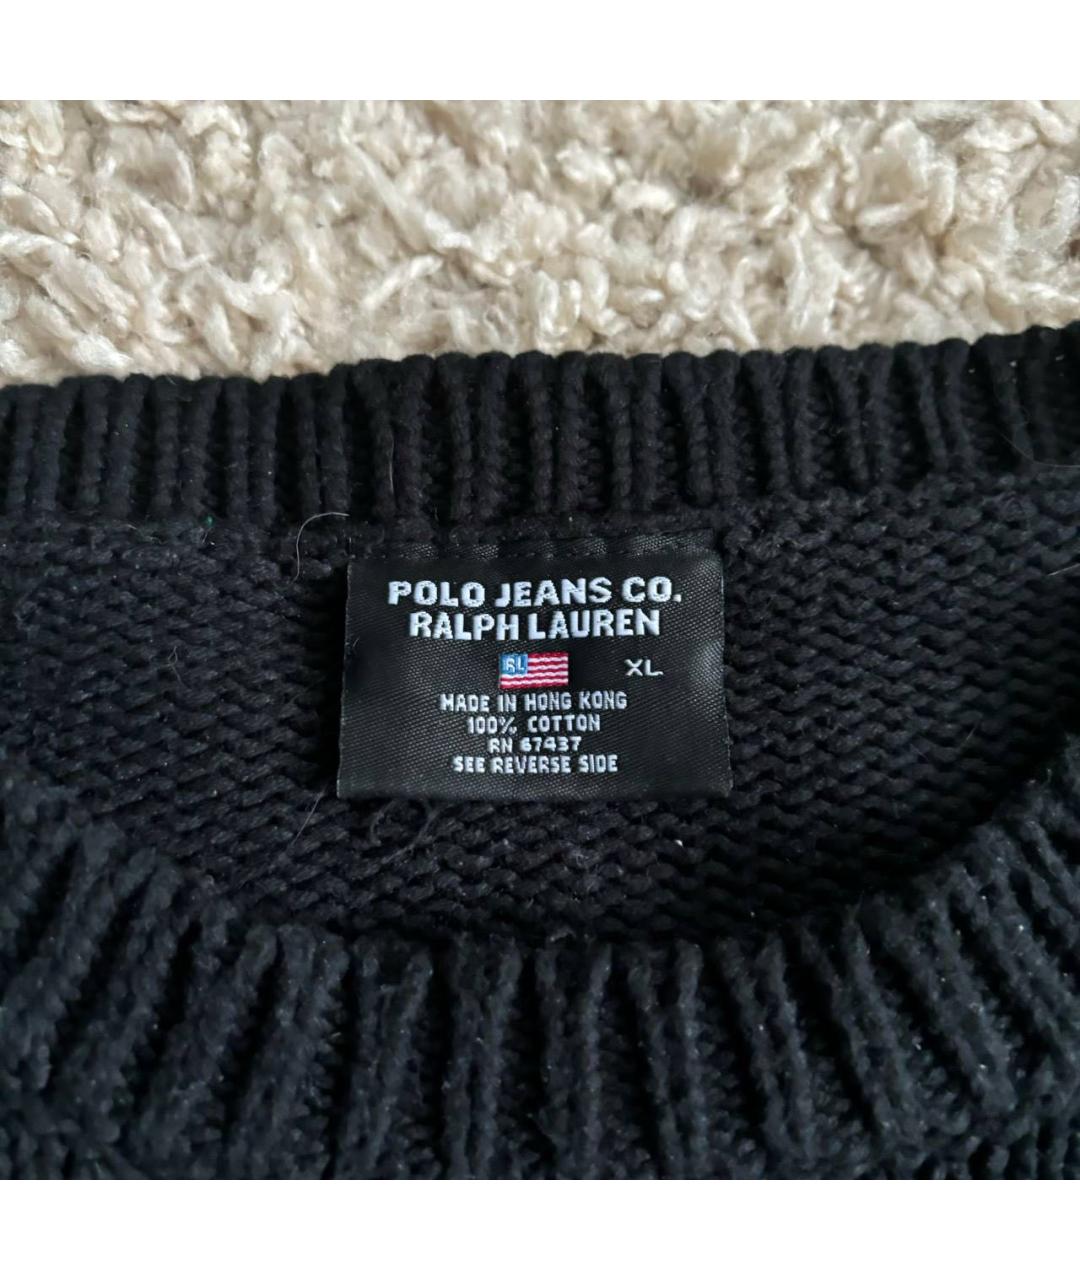 POLO JEANS CO.
RALPH LAUREN
RL XL
MADE IN HONG KONG
100% COTTON
RN 67437
SEE REVERSE SIDE